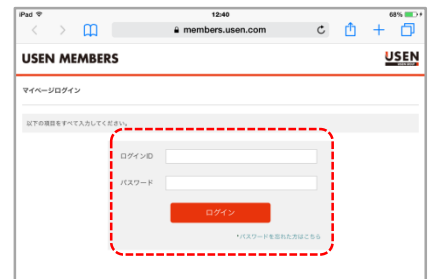 iPad 12:40 68%
members.usen.com
USEN MEMBERS USEN
マイページログイン
以下の項目をすべて入力してください。
ログインID
パスワード
ログイン
パスワードを忘れた方はこちら